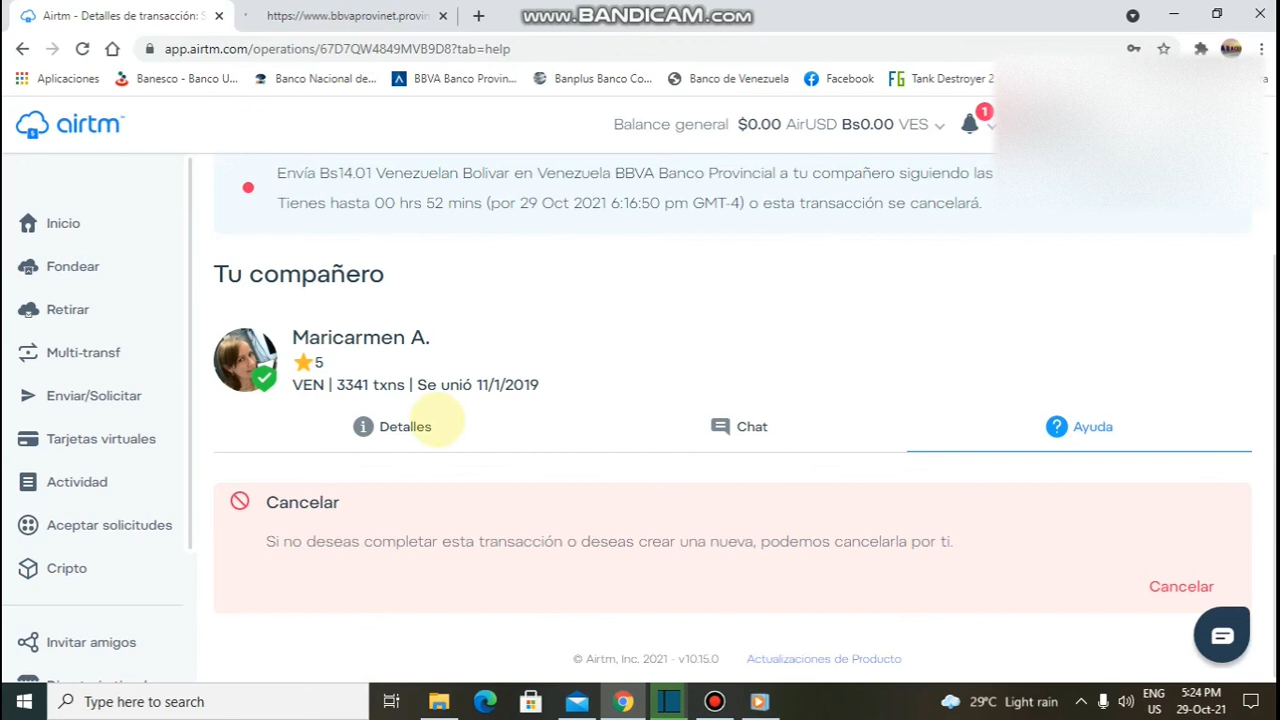 Airtm - Detalles de transacción: S
https://www.bbvaprovinet.provin
www.BANDICAM.com
app.airtm.com/operations/67D7QW4849MVB9D8?tab=help
Aplicaciones
Banesco - Banco U...
Banco Nacional de...
BBVA Banco Provin...
Banplus Banco Co...
Banco de Venezuela
Facebook
FG Tank Destroyer 2
airtm
Balance general $0.00 AirUSD Bs0.00 VES
1
Envía Bs14.01 Venezuelan Bolivar en Venezuela BBVA Banco Provincial a tu compañero siguiendo las
Tienes hasta 00 hrs 52 mins (por 29 Oct 2021 6:16:50 pm GMT-4) o esta transacción se cancelará.
Inicio
Fondear
Retirar
Multi-transf
Enviar/Solicitar
Tarjetas virtuales
Actividad
Aceptar solicitudes
Cripto
Invitar amigos
Tu compañero
Maricarmen A.
5
VEN | 3341 txns | Se unió 11/1/2019
Detalles
Chat
Ayuda
Cancelar
Si no deseas completar esta transacción o deseas crear una nueva, podemos cancelarla por ti.
Cancelar
© Airtm, Inc. 2021 - v10.15.0
Actualizaciones de Producto
Type here to search
29°C Light rain
ENG
US
5:24 PM
29-Oct-21